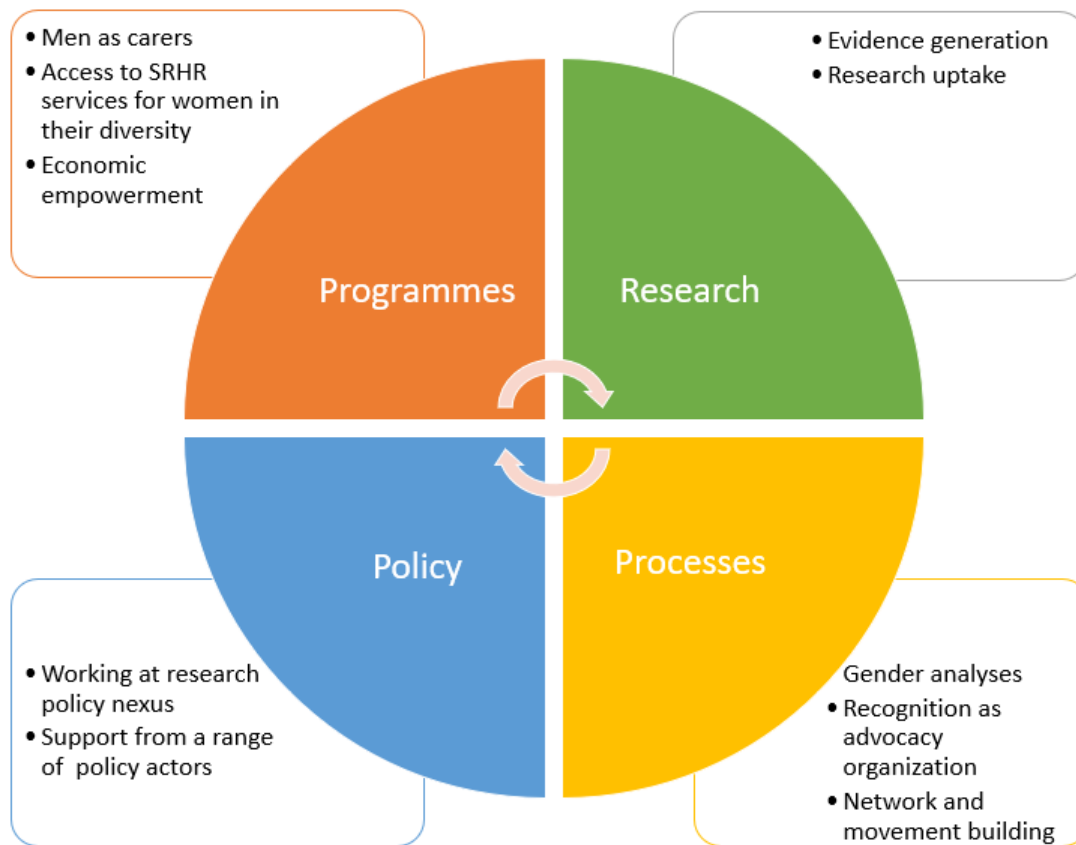 • Men as carers
• Access to SRHR
services for women in
their diversity
• Economic
empowerment
• Evidence generation
• Research uptake
Programmes
Research
Policy
Processes
• Working at research
policy nexus
• Support from a range
of policy actors
Gender analyses
• Recognition as
advocacy
organization
• Network and
movement building